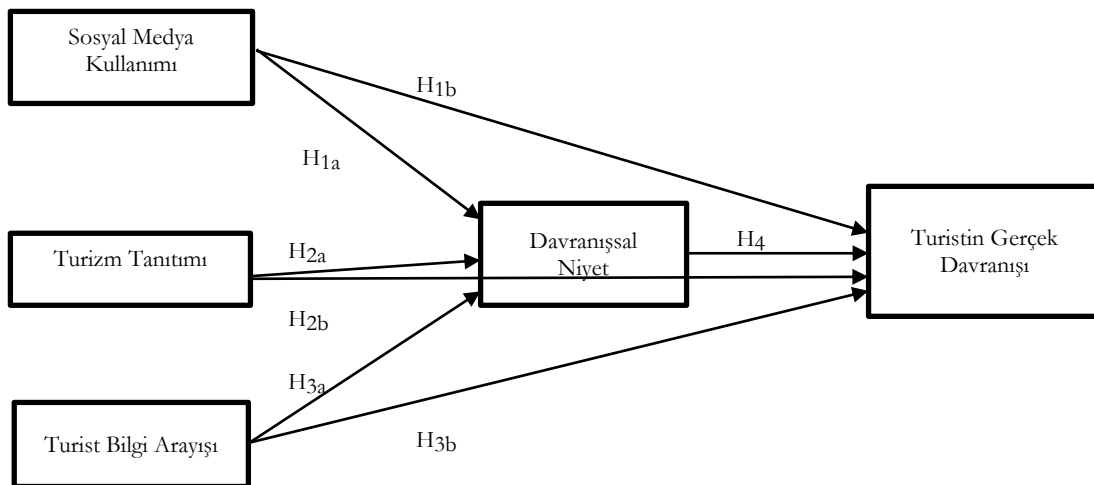 Sosyal Medya
Kullanımı
H1b
H1a
Turizm Tanıtımı
H2a
Davranışsal
Niyet
H4
Turistin Gerçek
Davranışı
H2b
H3a
Turist Bilgi Arayışı
H3b